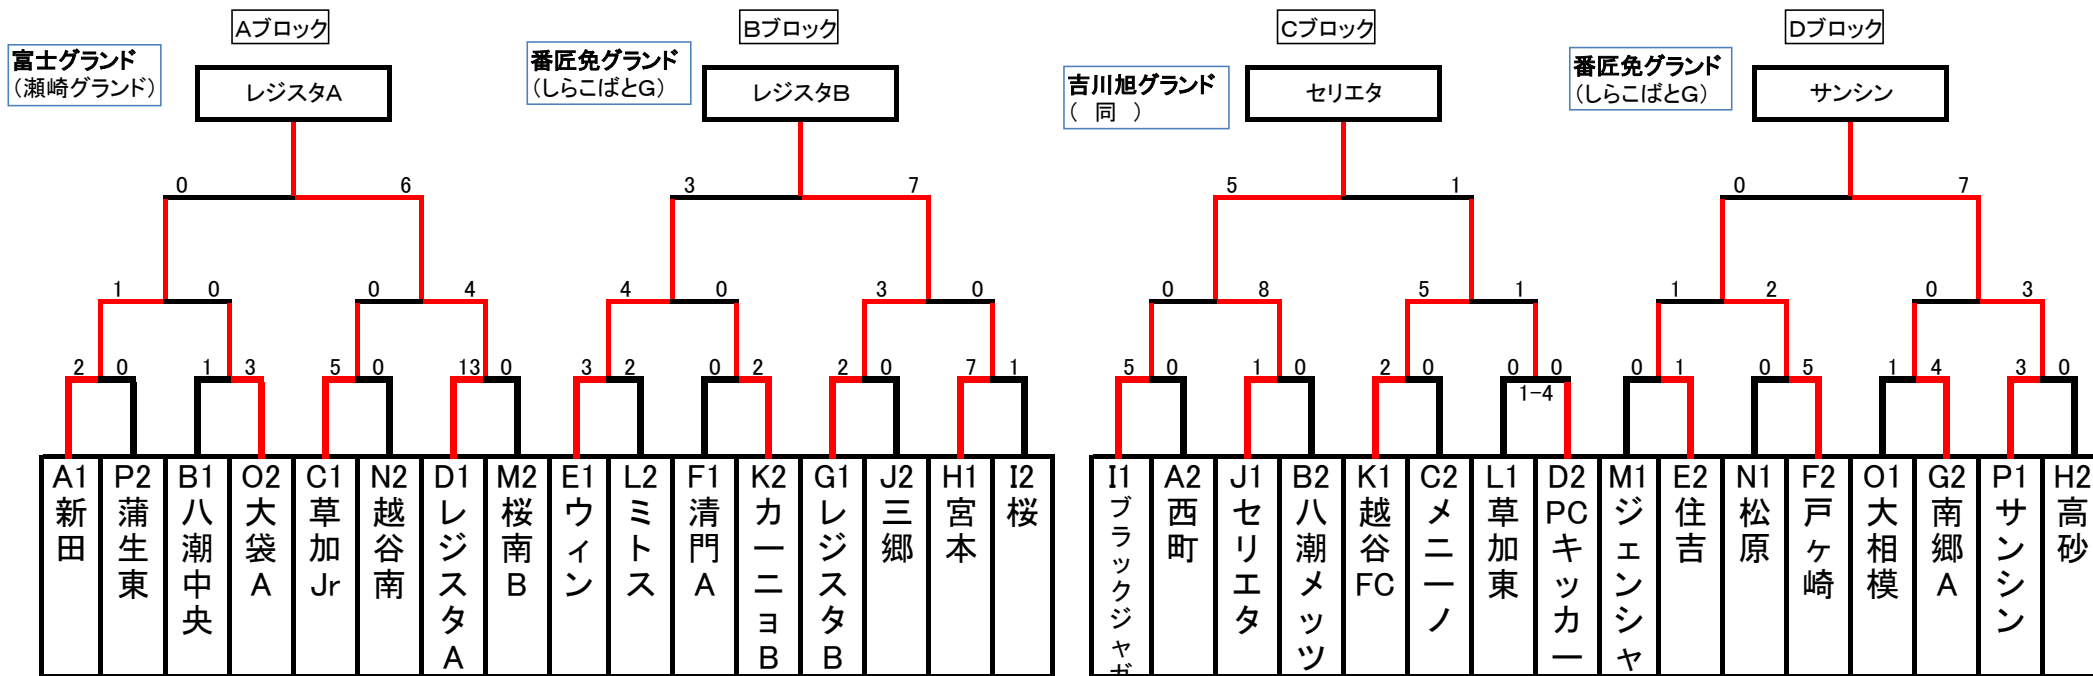 Aブロック
Bブロック
Cブロック
Dブロック
富士グランド
（瀬崎グランド）
番匠免グランド
（しらこばとG）
吉川旭グランド
（ 同 ）
番匠免グランド
（しらこばとG）
レジスタA
レジスタB
セリエタ
サンシン
0 6 3 7 5 1 0 7
1 0 0 4 4 0 3 0 0 8 5 1 1 2 0 3
2 0 1 3 5 0 13 0 3 2 0 2 2 0 7 1 5 0 1 0 2 0 0 0 0 1 0 5 1 4 3 0
1-4
A1 新田
P2 蒲生東
B1 八潮中央
O2 大袋A
C1 草加Jr
N2 越谷南
D1 レジスタA
M2 桜南B
E1 ウィン
L2 ミトス
F1 清門A
K2 カーニョB
G1 レジスタB
J2 三郷
H1 宮本
I2 桜
I1 ブラックジャガ
A2 西町
J1 セリエタ
B2 八潮メッツ
K1 越谷FC
C2 メニーノ
L1 草加東
D2 PCキッカー
M1 ジェンシャ
E2 住吉
N1 松原
F2 戸ヶ崎
O1 大相模
G2 南郷A
P1 サンシン
H2 高砂